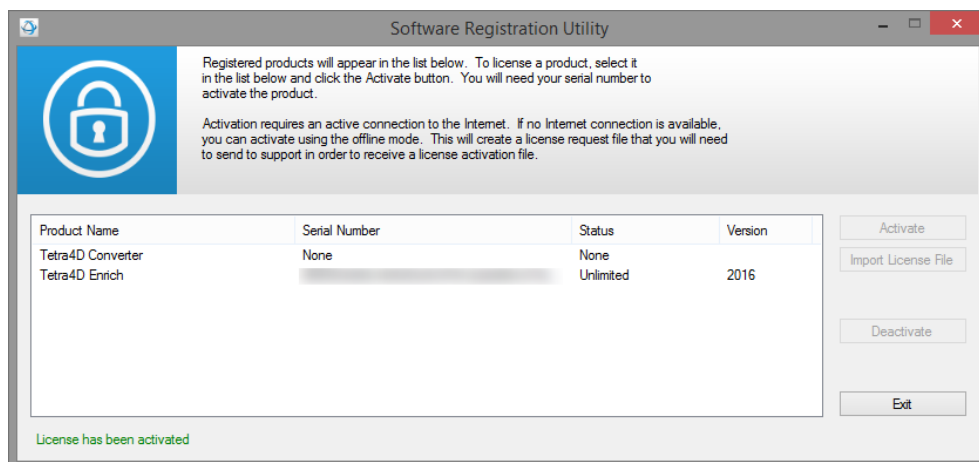 Software Registration Utility
Registered products will appear in the list below. To license a product, select it
in the list below and click the Activate button. You will need your serial number to
activate the product.
Activation requires an active connection to the Internet. If no Internet connection is available,
you can activate using the offline mode. This will create a license request file that you will need
to send to support in order to receive a license activation file.
Product Name Serial Number Status Version
Tetra4D Converter None None
Tetra4D Enrich Unlimited 2016
Activate
Import License File
Deactivate
Exit
License has been activated